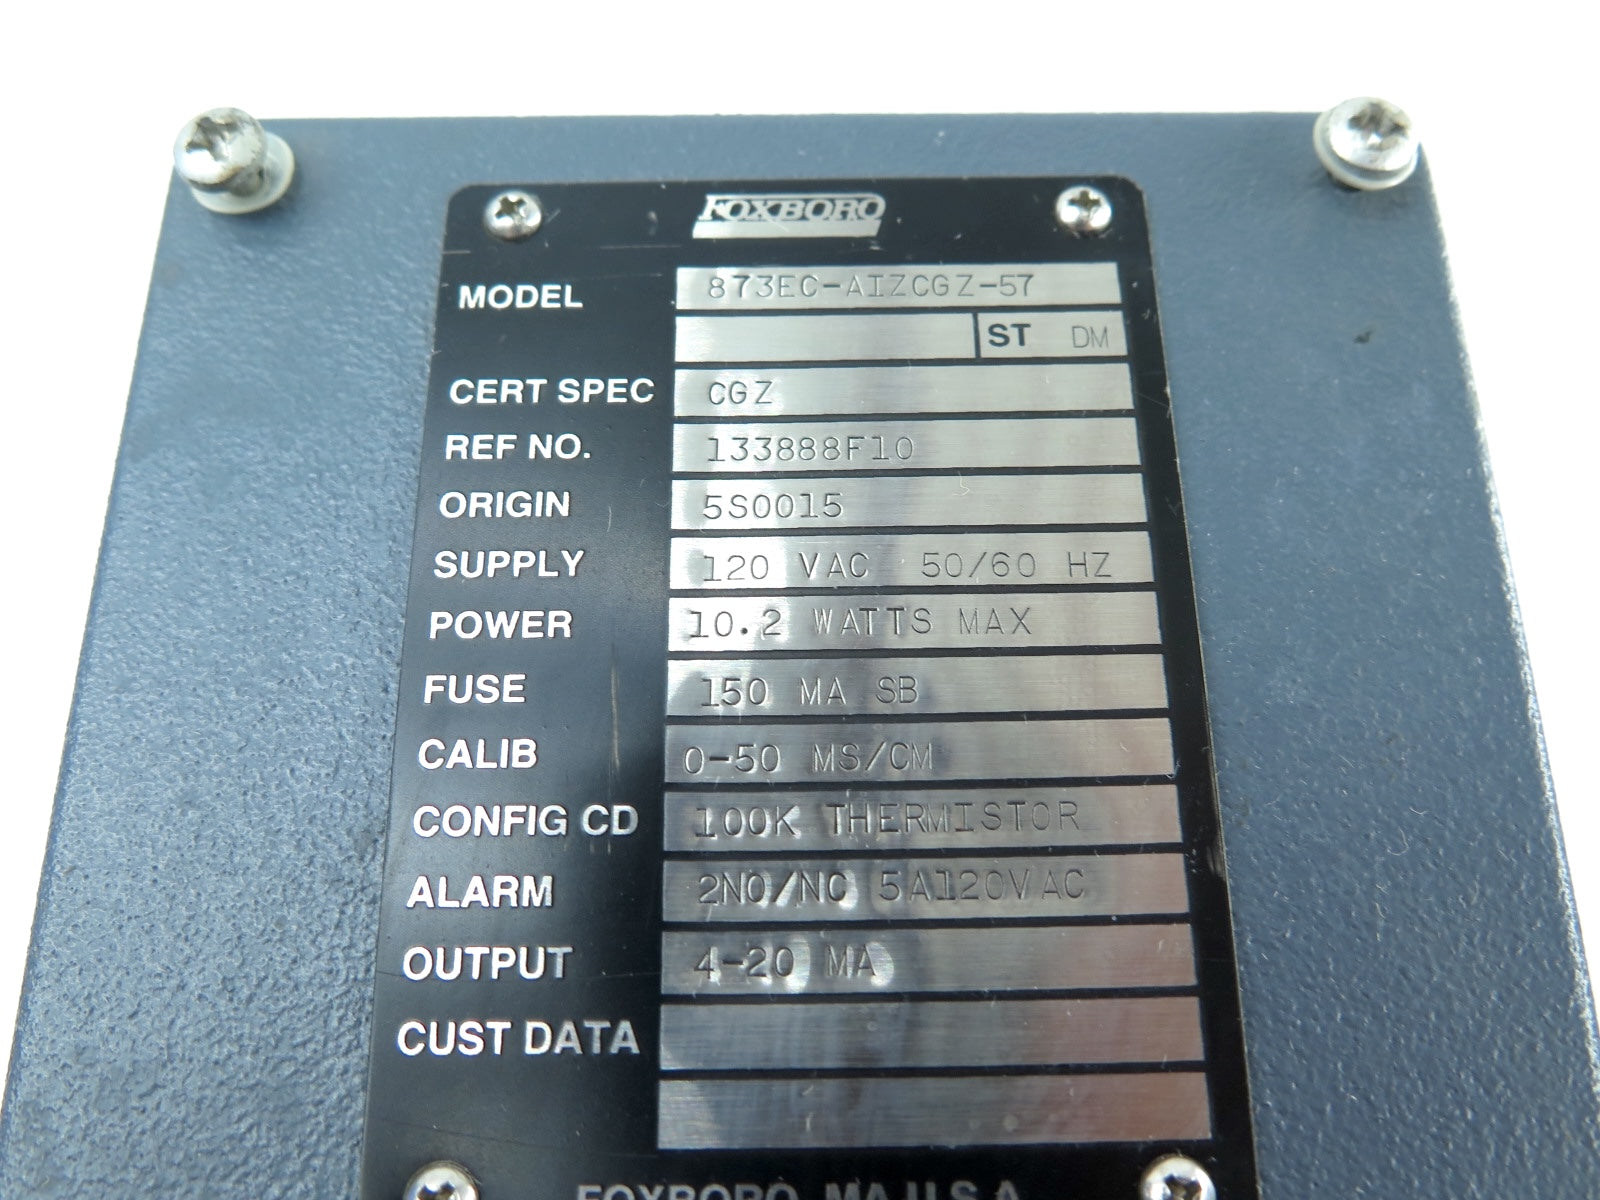 FOXBORO
MODEL 873EC-AIZCGZ-57
ST DM
CERT SPEC CGZ
REF NO. 133888F10
ORIGIN 5S0015
SUPPLY 120 VAC 50/60 HZ
POWER 10.2 WATTS MAX
FUSE 150 MA SB
CALIB 0-50 MS/CM
CONFIG CD 100K THERMISTOR
ALARM 2NO/NC 5A120VAC
OUTPUT 4-20 MA
CUST DATA
FOXBORO, MA U.S.A.